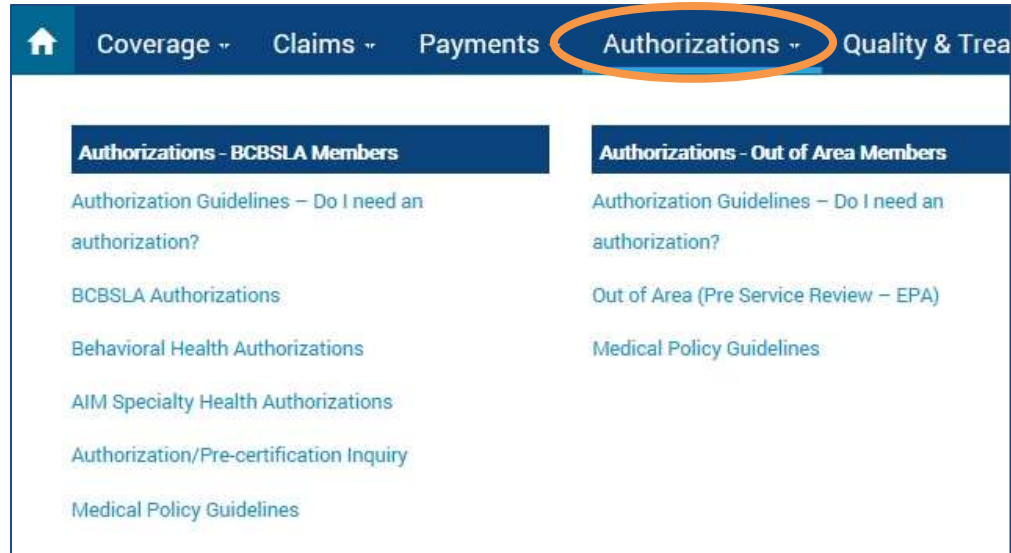 Coverage Claims Payments Authorizations Quality & Trea
Authorizations - BCBSLA Members
Authorization Guidelines – Do I need an
authorization?
BCBSLA Authorizations
Behavioral Health Authorizations
AIM Specialty Health Authorizations
Authorization/Pre-certification Inquiry
Medical Policy Guidelines
Authorizations - Out of Area Members
Authorization Guidelines – Do I need an
authorization?
Out of Area (Pre Service Review – EPA)
Medical Policy Guidelines